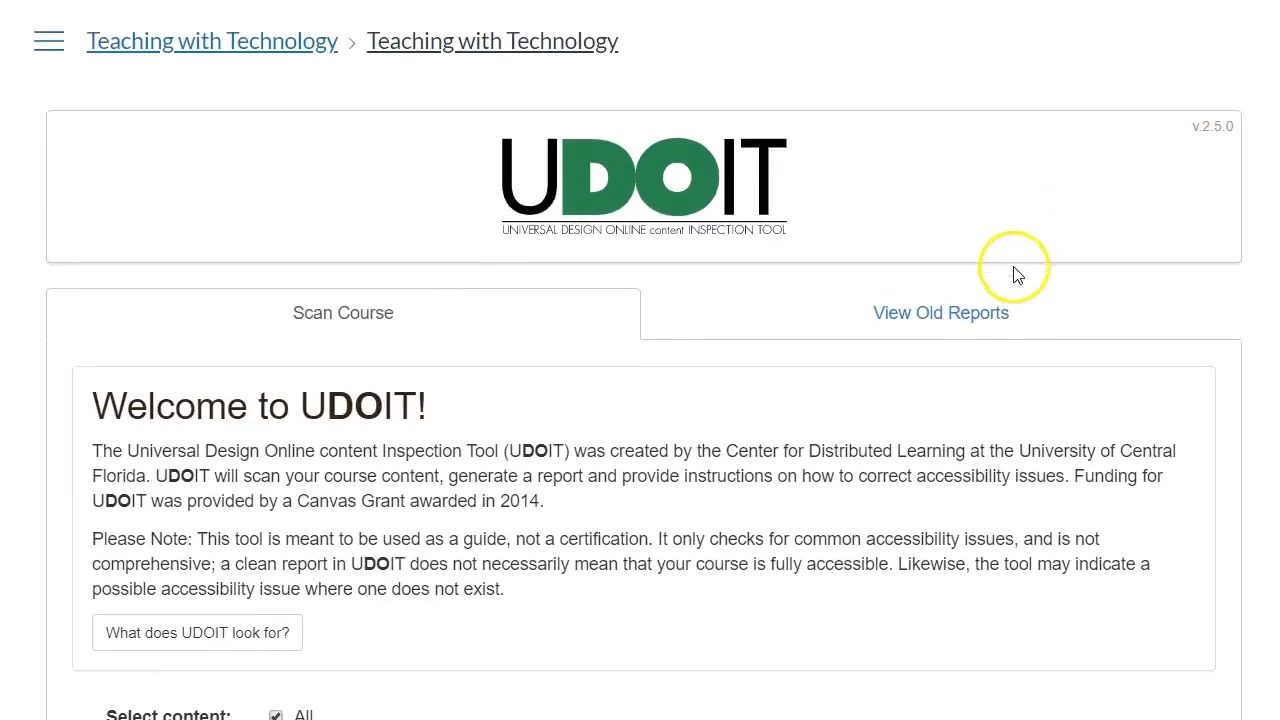 Teaching with Technology › Teaching with Technology
v.2.5.0
UDOIT
UNIVERSAL DESIGN ONLINE content INSPECTION TOOL
Scan Course
View Old Reports
Welcome to UDOIT!
The Universal Design Online content Inspection Tool (UDOIT) was created by the Center for Distributed Learning at the University of Central
Florida. UDOIT will scan your course content, generate a report and provide instructions on how to correct accessibility issues. Funding for
UDOIT was provided by a Canvas Grant awarded in 2014.
Please Note: This tool is meant to be used as a guide, not a certification. It only checks for common accessibility issues, and is not
comprehensive; a clean report in UDOIT does not necessarily mean that your course is fully accessible. Likewise, the tool may indicate a
possible accessibility issue where one does not exist.
What does UDOIT look for?
Select content: All